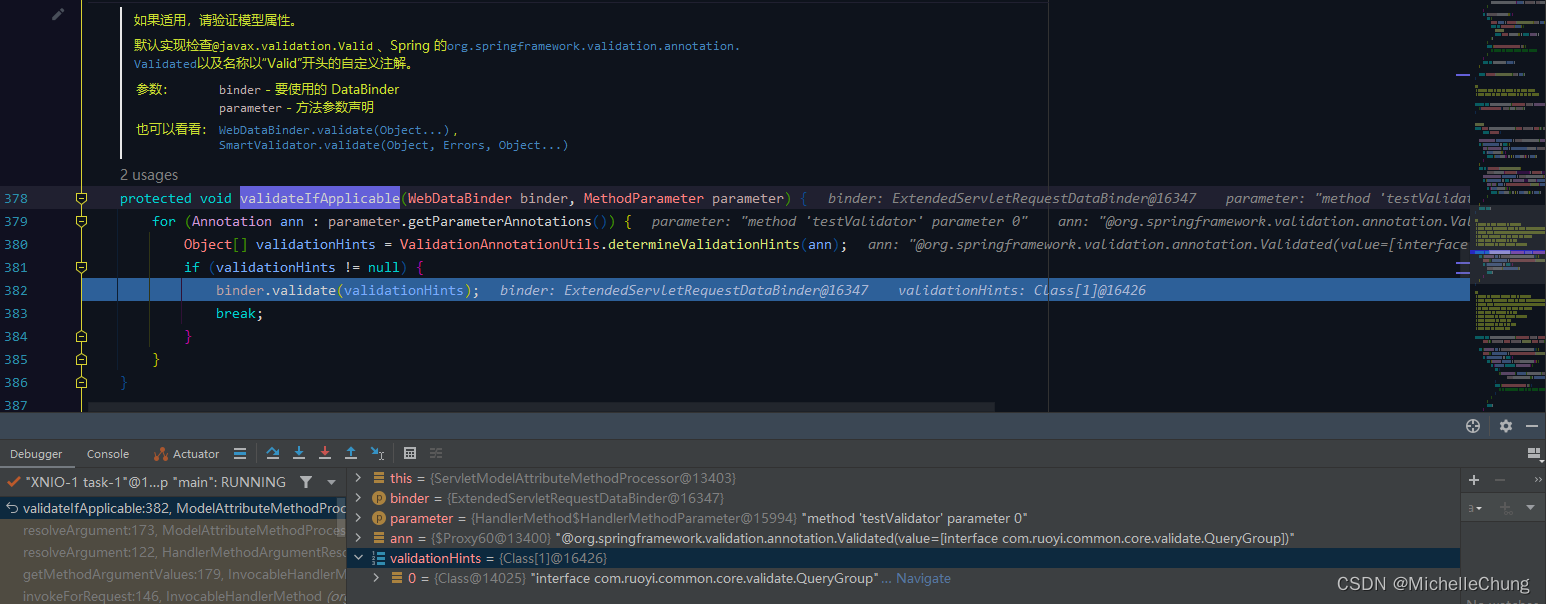 如果适用，请验证模型属性。
默认实现检查@javax.validation.Valid 、Spring 的org.springframework.validation.annotation.
Validated以及名称以“Valid”开头的自定义注解。
参数: binder - 要使用的 DataBinder
parameter - 方法参数声明
也可以看看: WebDataBinder.validate(Object...) ,
SmartValidator.validate(Object, Errors, Object...)
2 usages
378 protected void validateIfApplicable(WebDataBinder binder, MethodParameter parameter) { binder: ExtendedServletRequestDataBinder@16347 parameter: "method 'testValidat
379 for (Annotation ann : parameter.getParameterAnnotations()) { parameter: "method 'testValidator' parameter 0" ann: "@org.springframework.validation.annotation.Val
380 Object[] validationHints = ValidationAnnotationUtils.determineValidationHints(ann); ann: "@org.springframework.validation.annotation.Validated(value=[interface
381 if (validationHints != null) {
382 binder.validate(validationHints); binder: ExtendedServletRequestDataBinder@16347 validationHints: Class[1]@16426
383 break;
384 }
385 }
386 }
387
Debugger Console Actuator
"XNIO-1 task-1"@1...p "main": RUNNING
validateIfApplicable:382, ModelAttributeMethodProc
resolveArgument:173, ModelAttributeMethodProces
resolveArgument:122, HandlerMethodArgumentReso
getMethodArgumentValues:179, InvocableHandlerM
invokeForRequest:146, InvocableHandlerMethod (org
this = {ServletModelAttributeMethodProcessor@13403}
binder = {ExtendedServletRequestDataBinder@16347}
parameter = {HandlerMethod$HandlerMethodParameter@15994} "method 'testValidator' parameter 0"
ann = {$Proxy60@13400} "@org.springframework.validation.annotation.Validated(value=[interface com.ruoyi.common.core.validate.QueryGroup])"
validationHints = {Class[1]@16426}
0 = {Class@14025} "interface com.ruoyi.common.core.validate.QueryGroup" ... Navigate
CSDN @MichelleChung